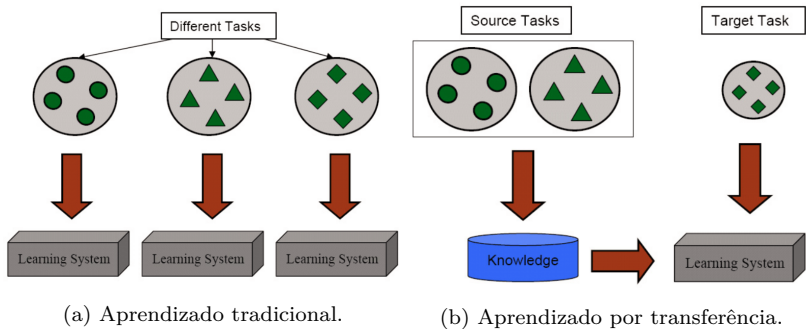 Different Tasks
Learning System
Learning System
Learning System
(a) Aprendizado tradicional.
Source Tasks
Target Task
Knowledge
Learning System
(b) Aprendizado por transferência.